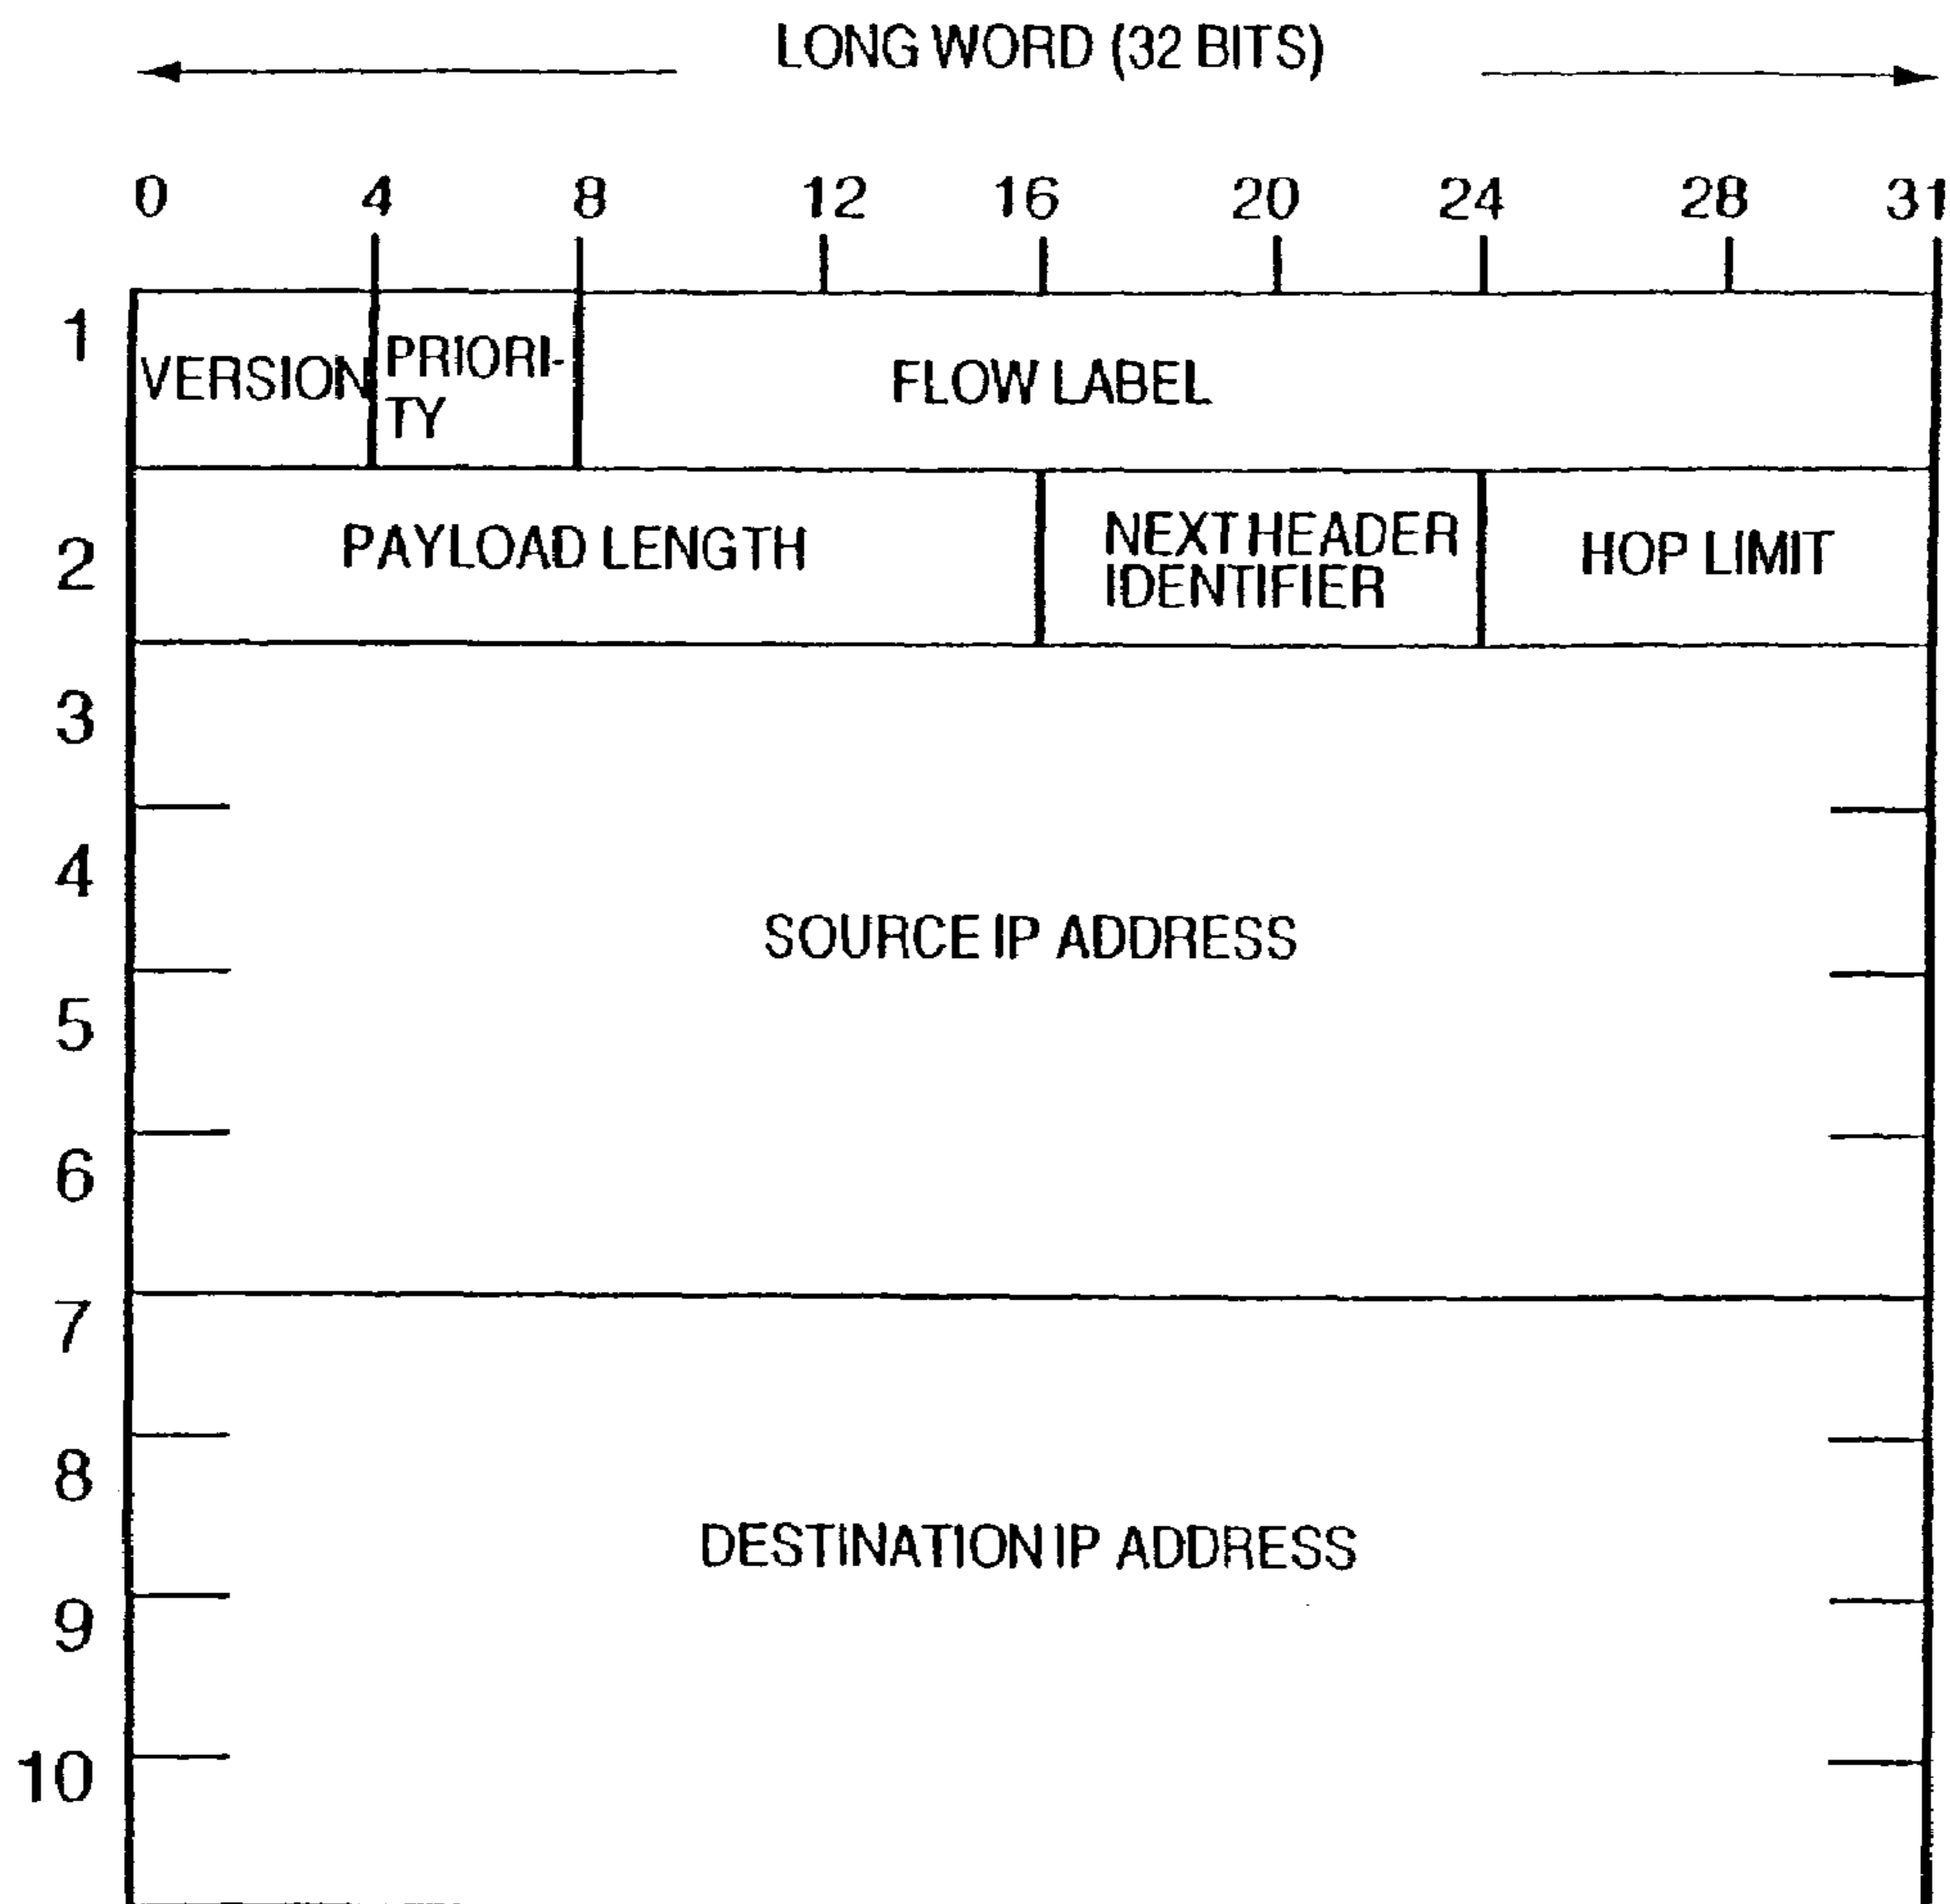 LONG WORD (32 BITS)
0 4 8 12 16 20 24 28 31
1
VERSION
PRIORI-
TY
FLOW LABEL
2
PAYLOAD LENGTH
NEXT HEADER
IDENTIFIER
HOP LIMIT
3
4
SOURCE IP ADDRESS
5
6
7
8
DESTINATION IP ADDRESS
9
10